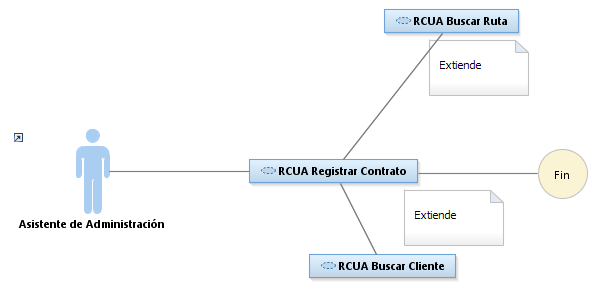 RCUA Buscar Ruta
Extiende
RCUA Registrar Contrato
Fin
Asistente de Administración
Extiende
RCUA Buscar Cliente